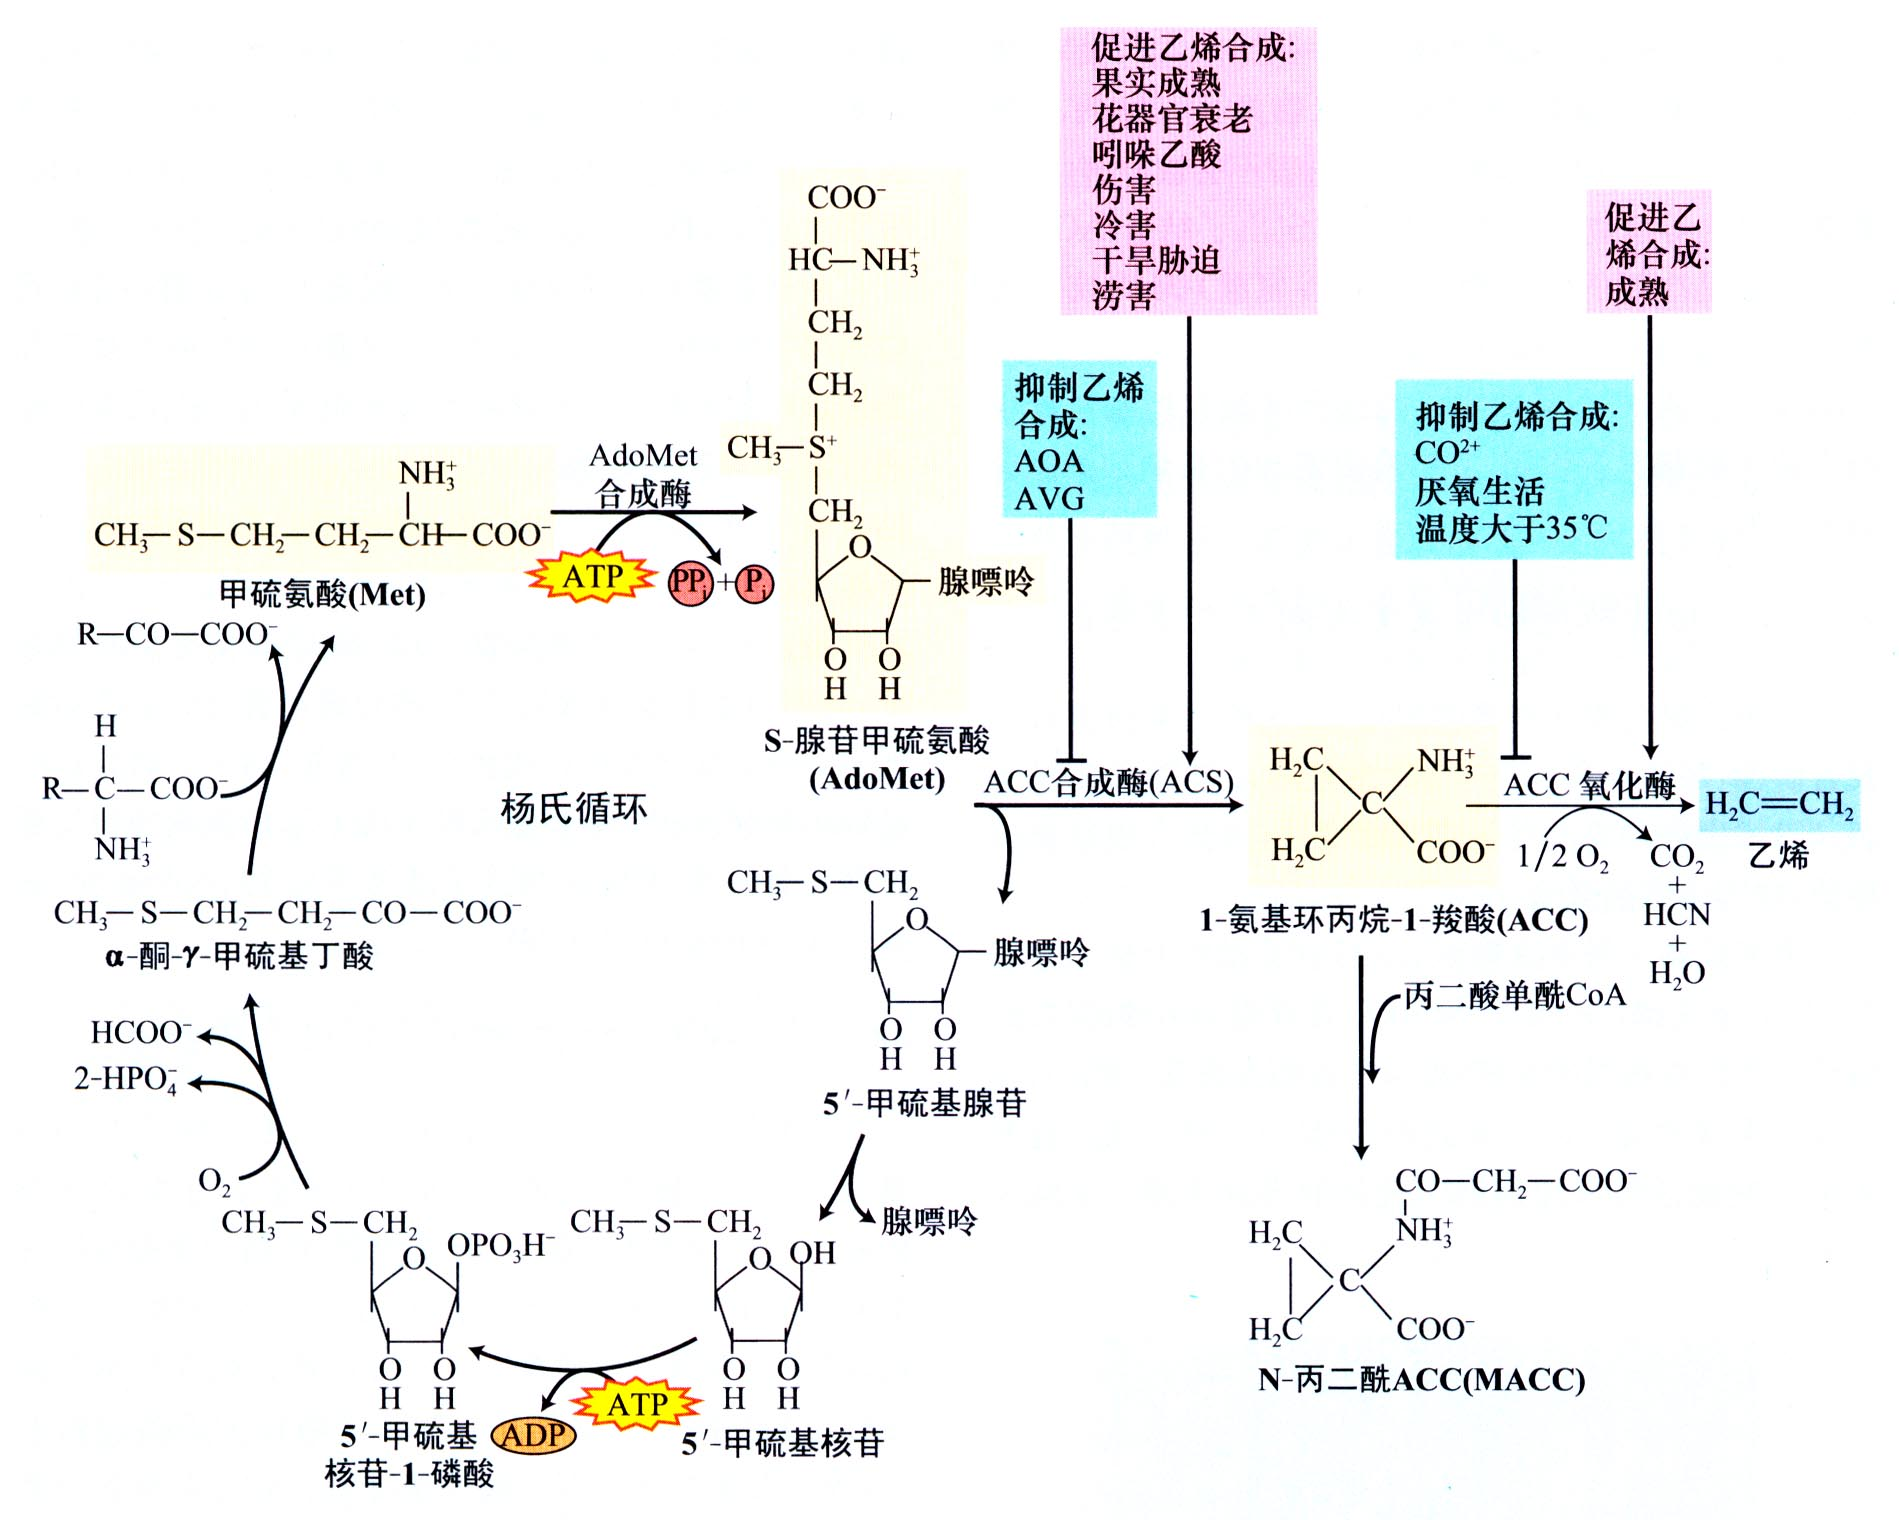 促进乙烯合成:
果实成熟
花器官衰老
吲哚乙酸
伤害
冷害
干旱胁迫
涝害
促进乙
烯合成:
成熟
抑制乙烯
合成:
AOA
AVG
抑制乙烯合成:
CO²⁺
厌氧生活
温度大于35℃
COO⁻
HC—NH₃⁺
CH₂
CH₂
CH₃—S⁺
CH₂
O
腺嘌呤
O O
H H
S-腺苷甲硫氨酸
(AdoMet)
AdoMet
合成酶
ATP
PPᵢ + Pᵢ
NH₃⁺
CH₃—S—CH₂—CH₂—CH—COO⁻
甲硫氨酸(Met)
R—CO—COO⁻
H
R—C—COO⁻
NH₃⁺
杨氏循环
ACC合成酶(ACS)
H₂C NH₃⁺
C
H₂C COO⁻
1-氨基环丙烷-1-羧酸(ACC)
ACC 氧化酶
1/2 O₂
CO₂
+
HCN
+
H₂O
H₂C=CH₂
乙烯
CH₃—S—CH₂—CH₂—CO—COO⁻
α-酮-γ-甲硫基丁酸
CH₃—S—CH₂
O
腺嘌呤
O O
H H
5′-甲硫基腺苷
丙二酸单酰CoA
HCOO⁻
2-HPO₄⁻
O₂
腺嘌呤
CH₃—S—CH₂
O OPO₃H⁻
O O
H H
5′-甲硫基
核苷-1-磷酸
ADP
ATP
CH₃—S—CH₂
O OH
O O
H H
5′-甲硫基核苷
CO—CH₂—COO⁻
H₂C NH₃⁺
C
H₂C COO⁻
N-丙二酰ACC(MACC)